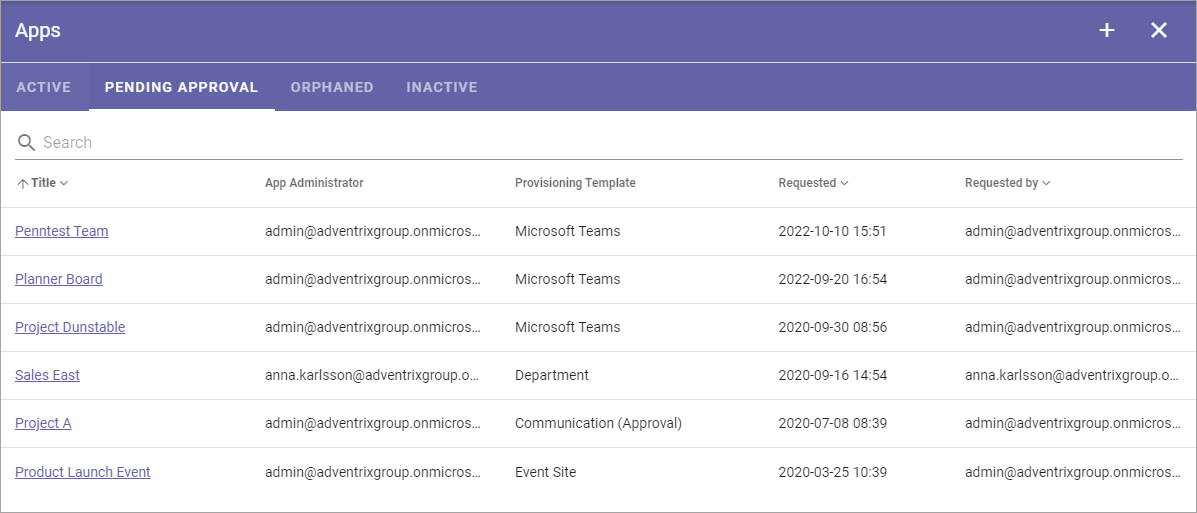 Apps
ACTIVE PENDING APPROVAL ORPHANED INACTIVE
Search
Title App Administrator Provisioning Template Requested Requested by
Penntest Team admin@adventrixgroup.onmicros... Microsoft Teams 2022-10-10 15:51 admin@adventrixgroup.onmicros...
Planner Board admin@adventrixgroup.onmicros... Microsoft Teams 2022-09-20 16:54 admin@adventrixgroup.onmicros...
Project Dunstable admin@adventrixgroup.onmicros... Microsoft Teams 2020-09-30 08:56 admin@adventrixgroup.onmicros...
Sales East anna.karlsson@adventrixgroup.o... Department 2020-09-16 14:54 anna.karlsson@adventrixgroup.o...
Project A admin@adventrixgroup.onmicros... Communication (Approval) 2020-07-08 08:39 admin@adventrixgroup.onmicros...
Product Launch Event admin@adventrixgroup.onmicros... Event Site 2020-03-25 10:39 admin@adventrixgroup.onmicros...